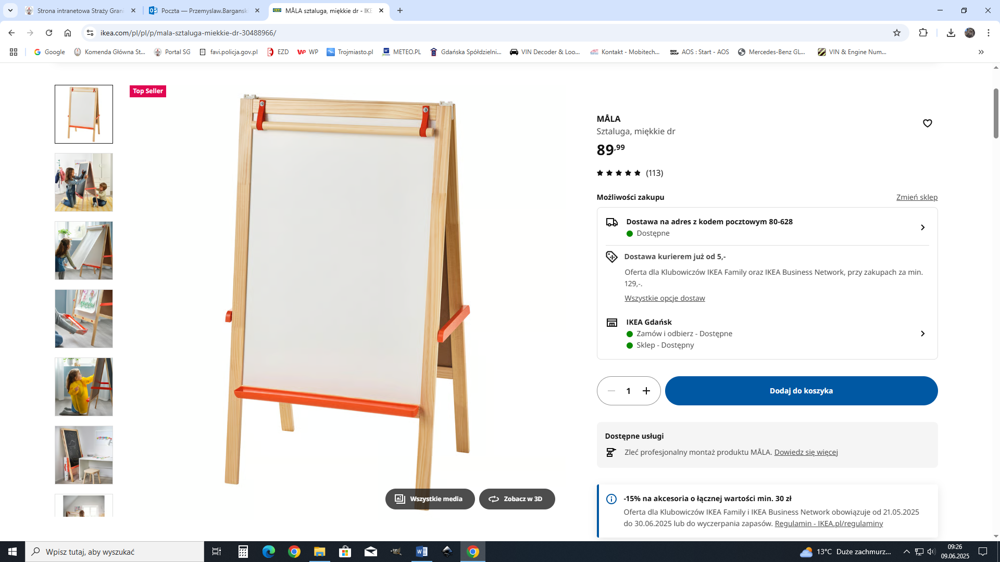 Strona intranetowa Straży Grani
Poczta — Przemyslaw.Bargansk
MÅLA sztaluga, miękkie dr - IKE
ikea.com/pl/pl/p/mala-sztaluga-miekkie-dr-30488966/
Google
Komenda Główna St...
Portal SG
favi.policja.gov.pl
EZD
WP
Trojmiasto.pl
METEO.PL
Gdańska Spółdzielni...
VIN Decoder & Loo...
Kontakt - Mobitech...
AOS : Start - AOS
Mercedes-Benz GL...
VIN & Engine Num...
Top Seller
MÅLA
Sztaluga, miękkie dr
89,99
(113)
Możliwości zakupu
Zmień sklep
Dostawa na adres z kodem pocztowym 80-628
Dostępne
Dostawa kurierem już od 5,-
Oferta dla Klubowiczów IKEA Family oraz IKEA Business Network, przy zakupach za min.
129,-.
Wszystkie opcje dostaw
IKEA Gdańsk
Zamów i odbierz - Dostępne
Sklep - Dostępny
1
Dodaj do koszyka
Dostępne usługi
Zleć profesjonalny montaż produktu MÅLA. Dowiedz się więcej
Wszystkie media
Zobacz w 3D
-15% na akcesoria o łącznej wartości min. 30 zł
Oferta dla Klubowiczów IKEA Family i IKEA Business Network obowiązuje od 21.05.2025
do 30.06.2025 lub do wyczerpania zapasów. Regulamin - IKEA.pl/regulaminy
Wpisz tutaj, aby wyszukać
13°C Duże zachmurz...
09:26
09.06.2025